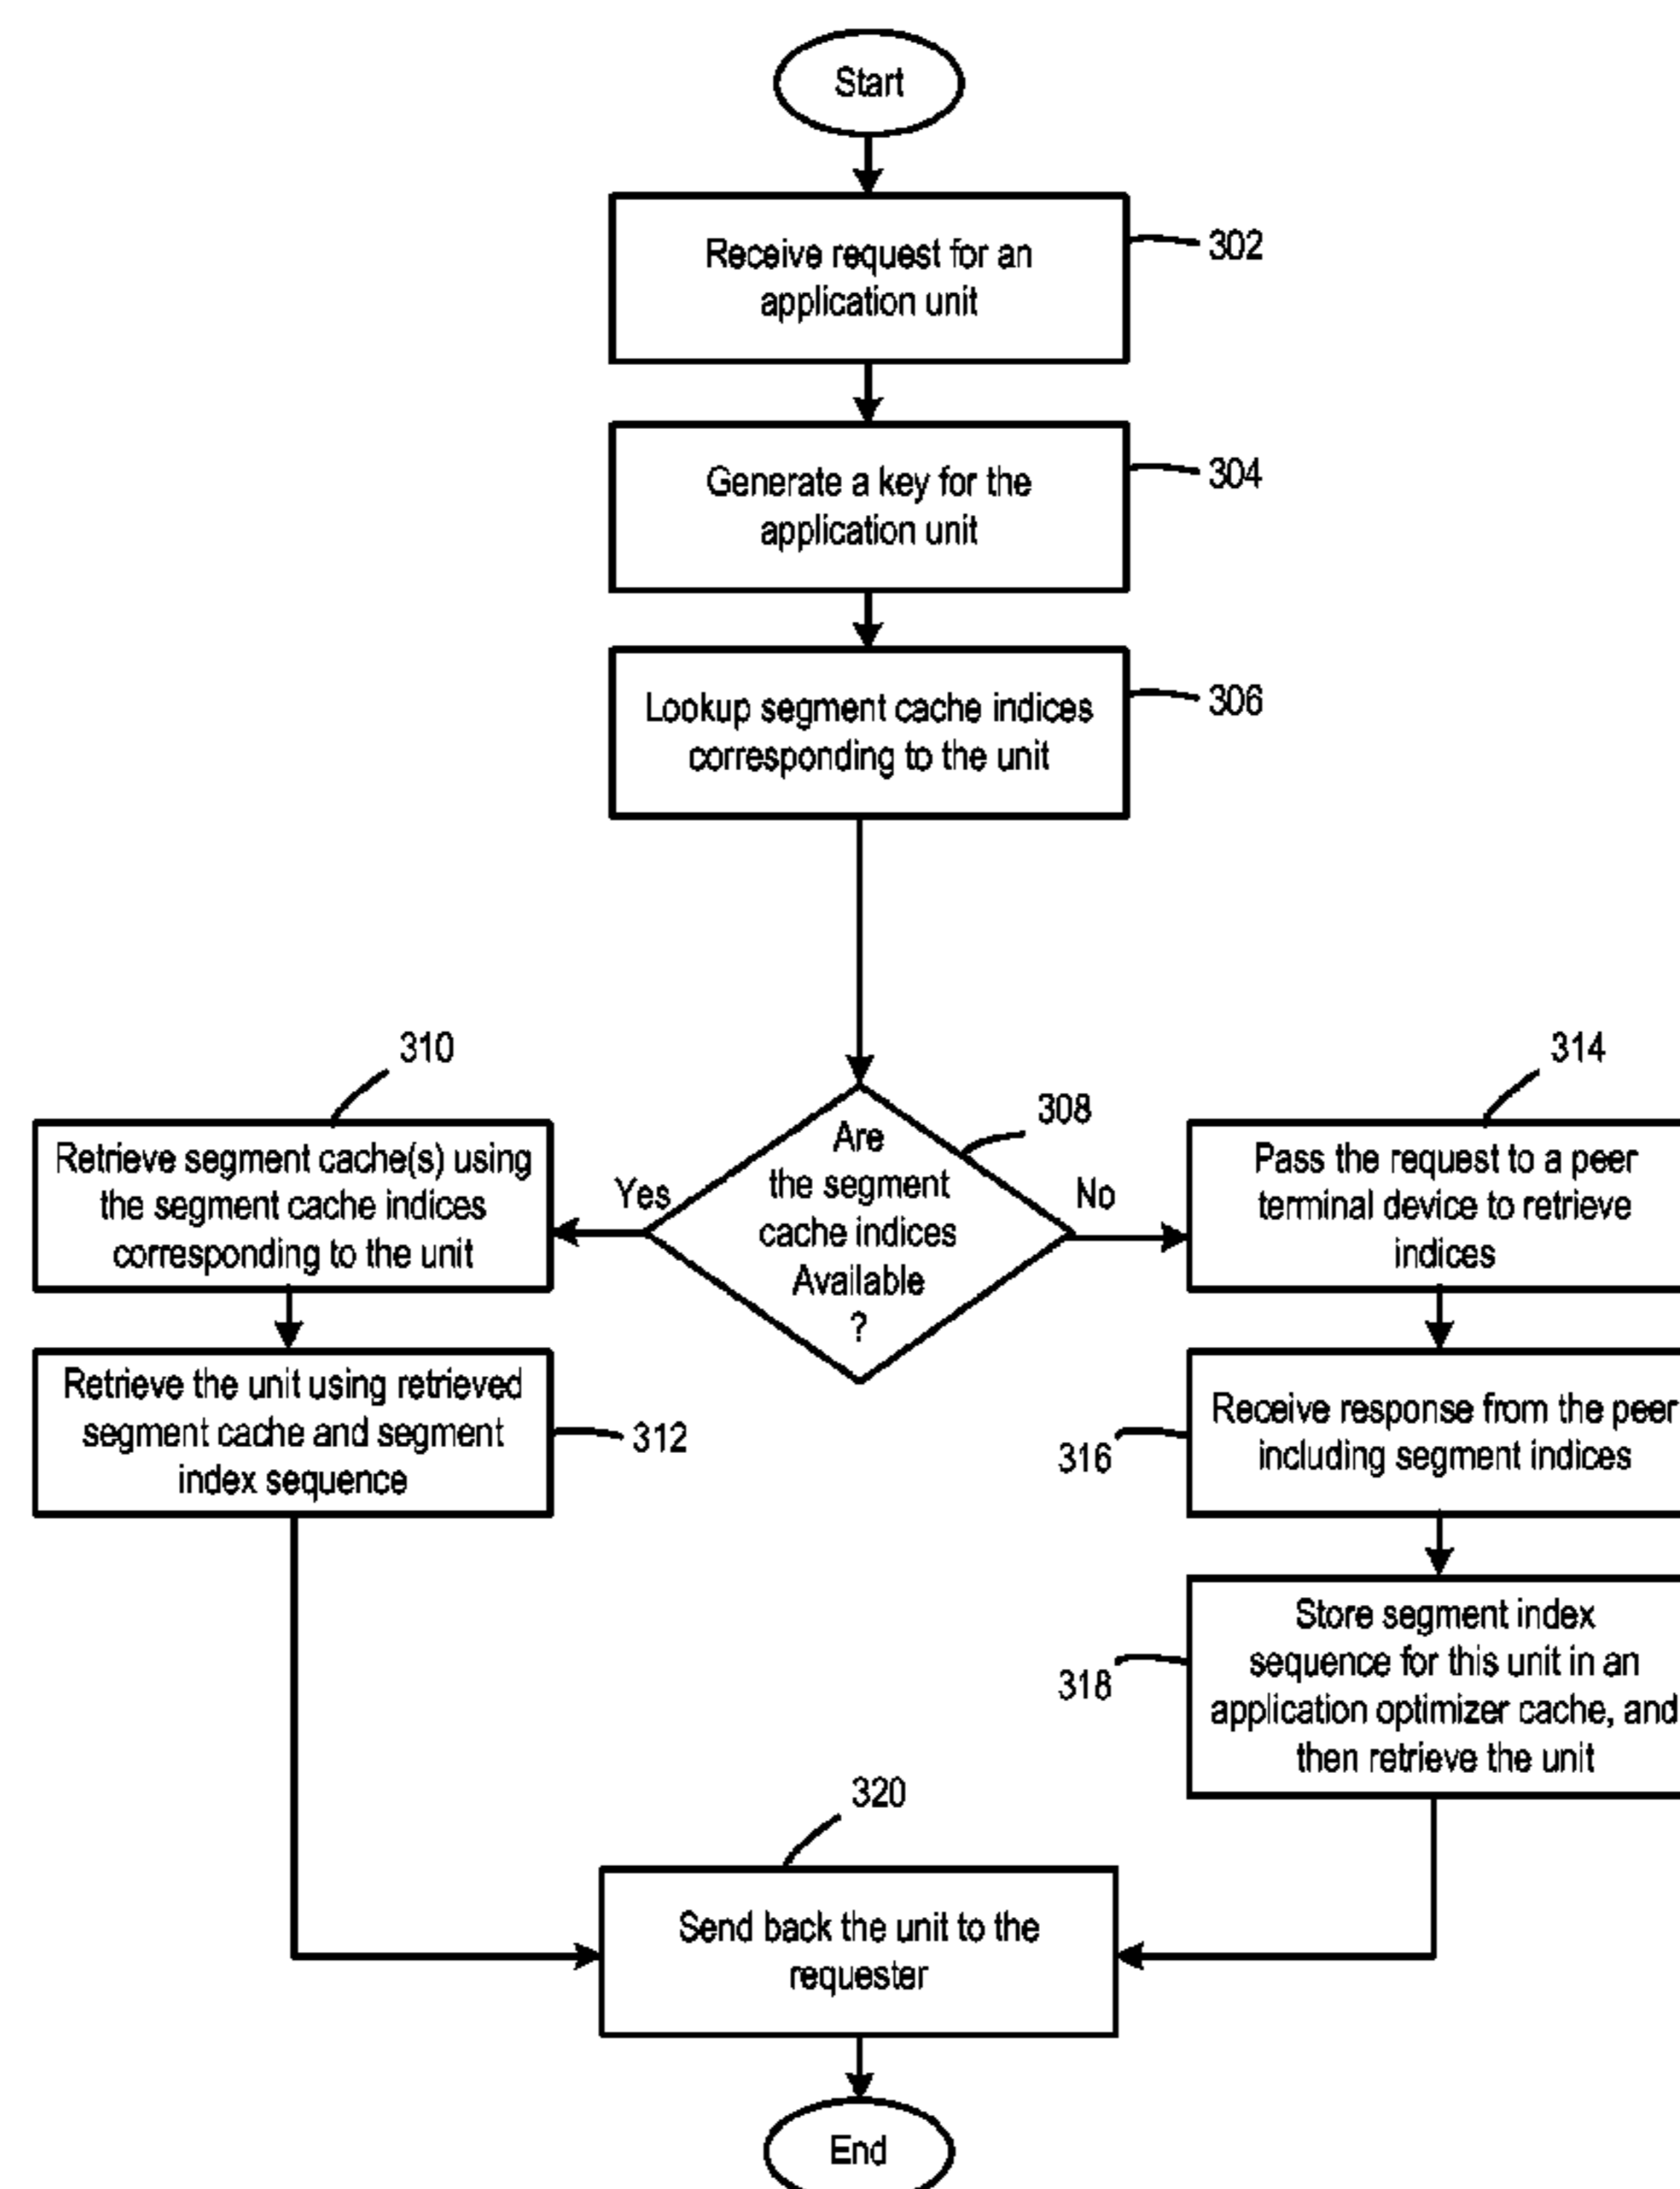 Start
Receive request for an
application unit
302
Generate a key for the
application unit
304
Lookup segment cache indices
corresponding to the unit
306
Are
the segment
cache indices
Available
?
308
Yes
No
310
Retrieve segment cache(s) using
the segment cache indices
corresponding to the unit
Retrieve the unit using retrieved
segment cache and segment
index sequence
312
314
Pass the request to a peer
terminal device to retrieve
indices
Receive response from the peer
including segment indices
316
Store segment index
sequence for this unit in an
application optimizer cache, and
then retrieve the unit
318
320
Send back the unit to the
requester
End